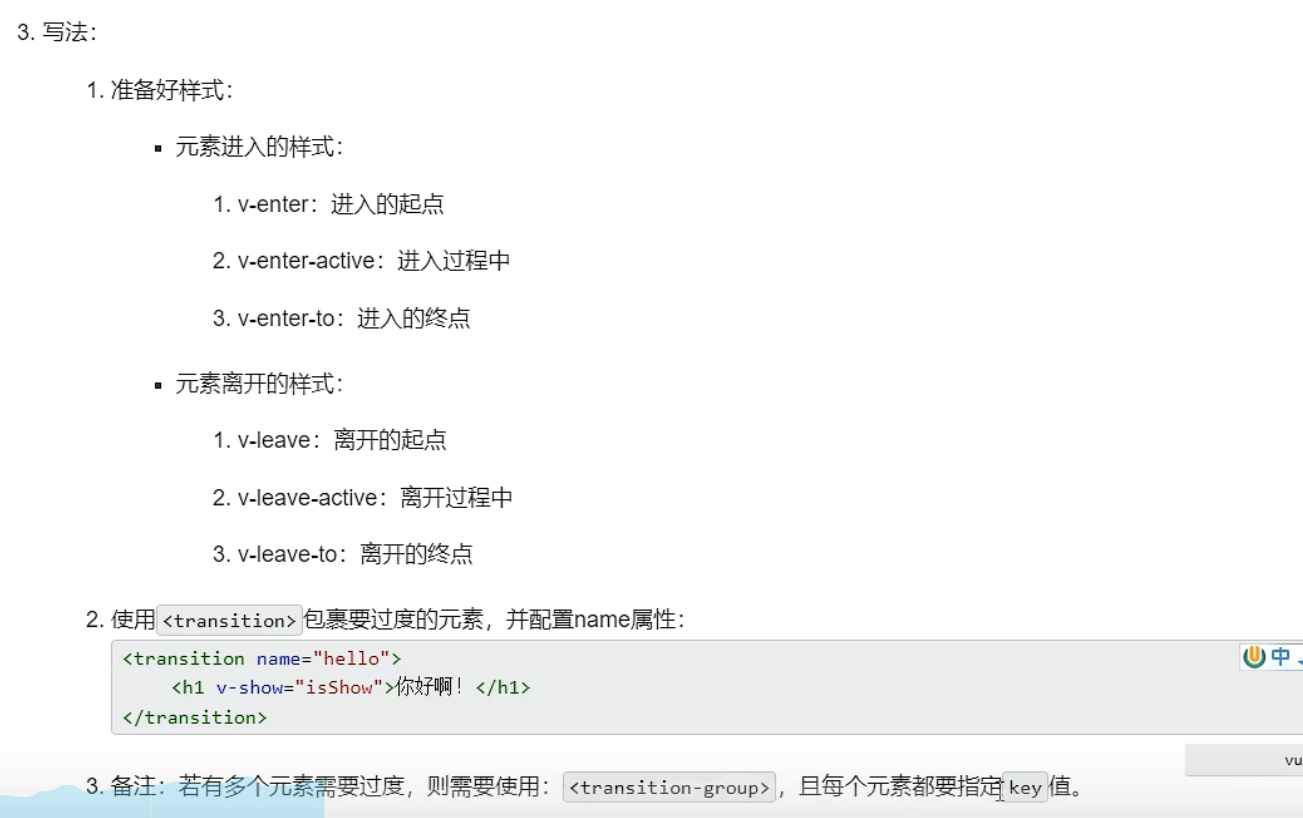 3. 写法：
1. 准备好样式：
元素进入的样式：
1. v-enter：进入的起点
2. v-enter-active：进入过程中
3. v-enter-to：进入的终点
元素离开的样式：
1. v-leave：离开的起点
2. v-leave-active：离开过程中
3. v-leave-to：离开的终点
2. 使用<transition>包裹要过度的元素，并配置name属性：
<transition name="hello">
中
<h1 v-show="isShow">你好啊！</h1>
</transition>
vu
3. 备注：若有多个元素需要过度，则需要使用：<transition-group>，且每个元素都要指定key值。